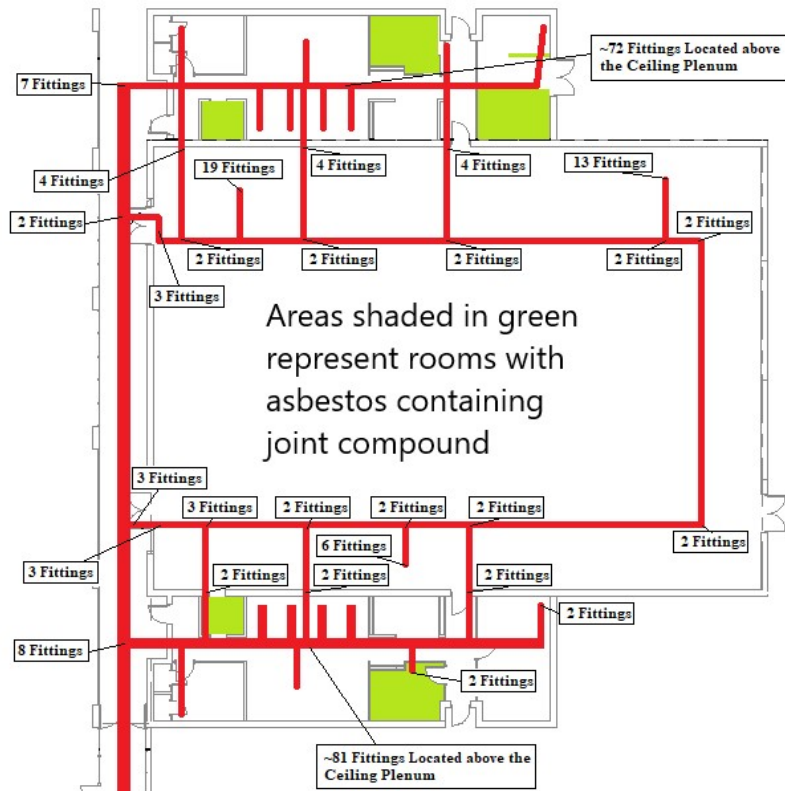 ~72 Fittings Located above
the Ceiling Plenum
7 Fittings
4 Fittings
19 Fittings
4 Fittings
4 Fittings
13 Fittings
2 Fittings
2 Fittings
2 Fittings
2 Fittings
2 Fittings
2 Fittings
3 Fittings
Areas shaded in green
represent rooms with
asbestos containing
joint compound
3 Fittings
3 Fittings
2 Fittings
2 Fittings
2 Fittings
2 Fittings
6 Fittings
3 Fittings
2 Fittings
2 Fittings
2 Fittings
2 Fittings
8 Fittings
2 Fittings
~81 Fittings Located above the
Ceiling Plenum